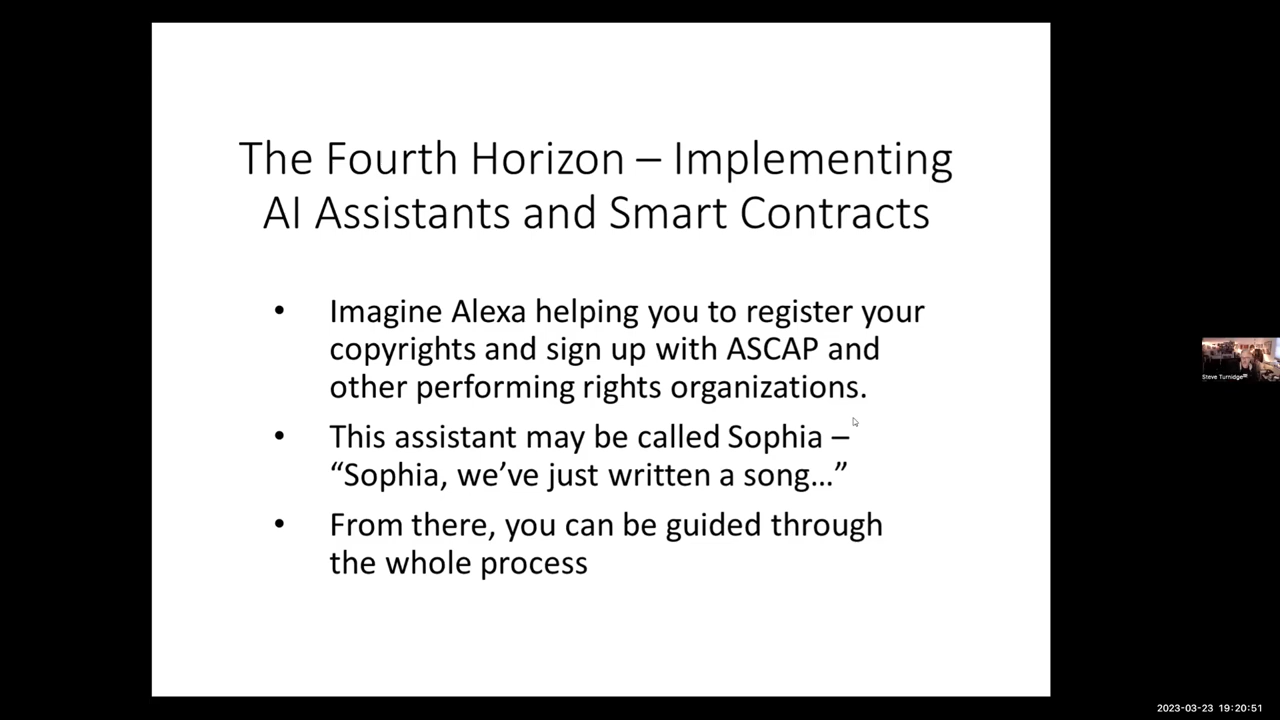 The Fourth Horizon – Implementing
AI Assistants and Smart Contracts
• Imagine Alexa helping you to register your
copyrights and sign up with ASCAP and
other performing rights organizations.
• This assistant may be called Sophia –
“Sophia, we’ve just written a song…”
• From there, you can be guided through
the whole process
Steve Turnidge
2023-03-23 19:20:51